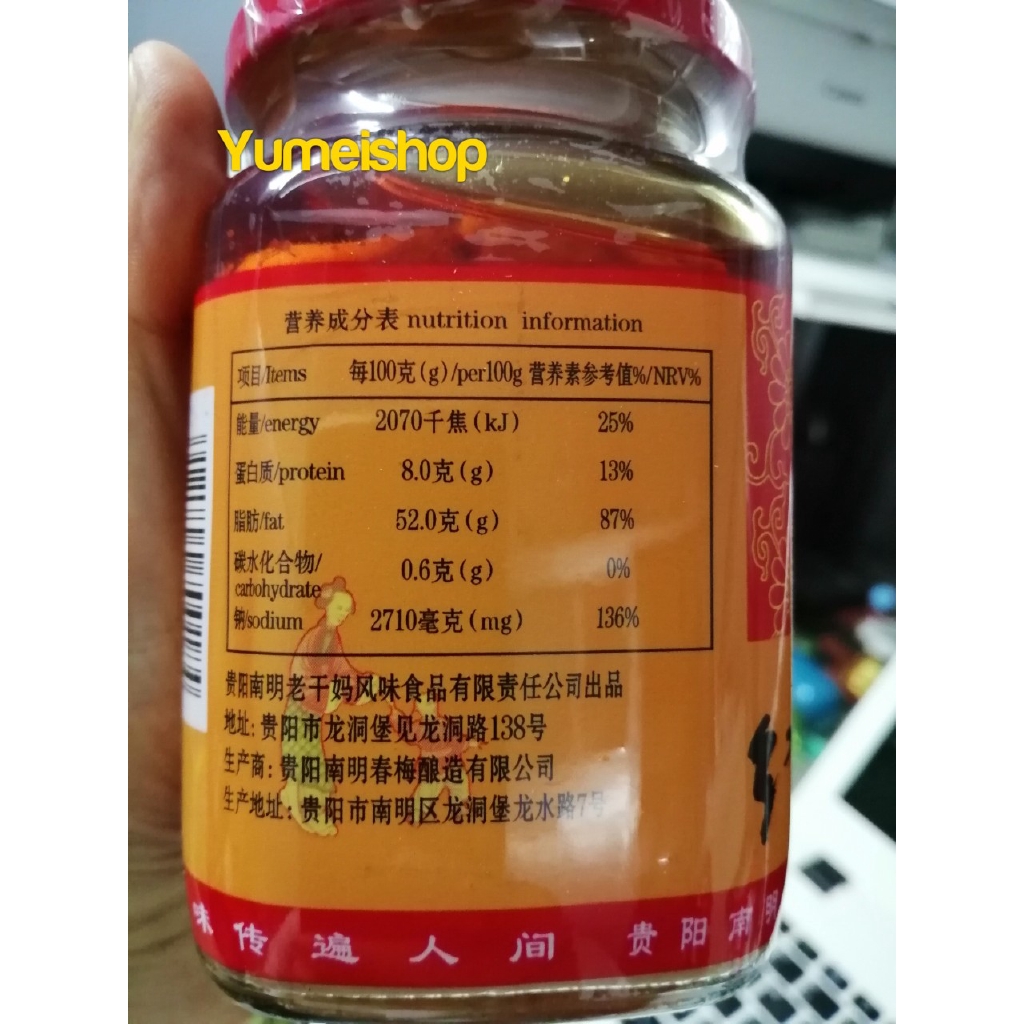 Yumeishop
营养成分表 nutrition information
项目/Items 每100克(g)/per100g 营养素参考值%/NRV%
能量/energy 2070千焦(kJ) 25%
蛋白质/protein 8.0克(g) 13%
脂肪/fat 52.0克(g) 87%
碳水化合物/
carbohydrate 0.6克(g) 0%
钠/sodium 2710毫克(mg) 136%
贵阳南明老干妈风味食品有限责任公司出品
地址: 贵阳市龙洞堡见龙洞路138号
生产商: 贵阳南明春梅酿造有限公司
生产地址: 贵阳市南明区龙洞堡龙水路7号
味传遍人间 贵阳南明